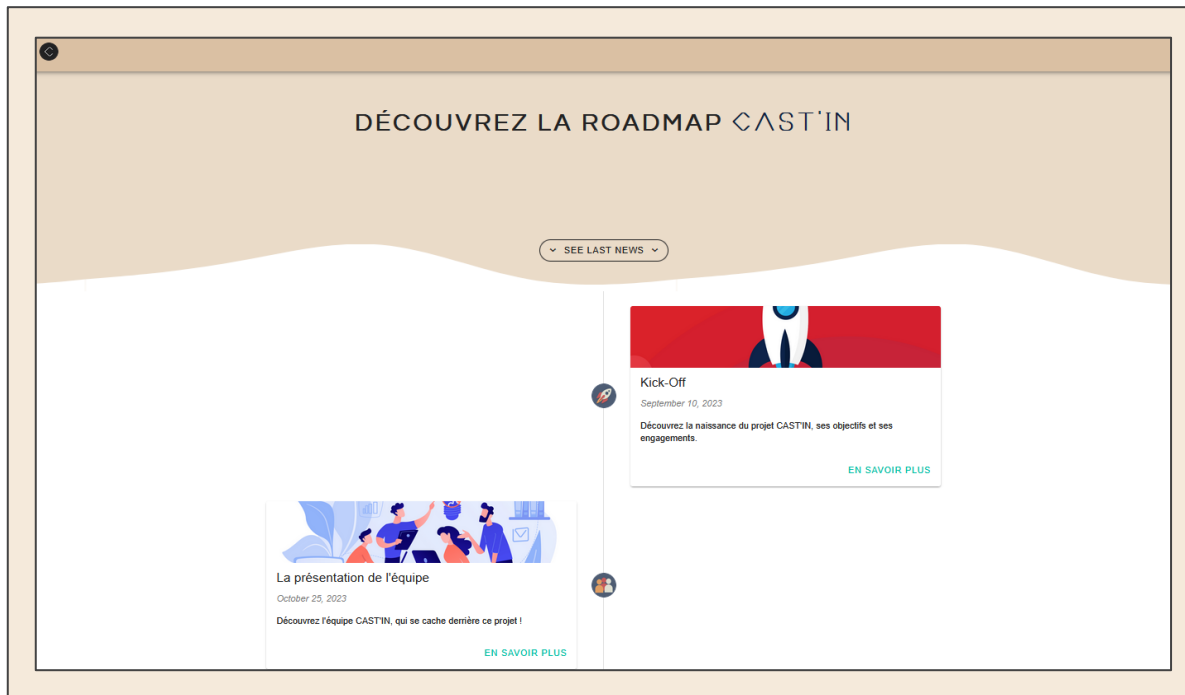 DÉCOUVREZ LA ROADMAP CAST'IN
SEE LAST NEWS
Kick-Off
September 10, 2023
Découvrez la naissance du projet CAST'IN, ses objectifs et ses
engagements.
EN SAVOIR PLUS
La présentation de l'équipe
October 25, 2023
Découvrez l'équipe CAST'IN, qui se cache derrière ce projet !
EN SAVOIR PLUS